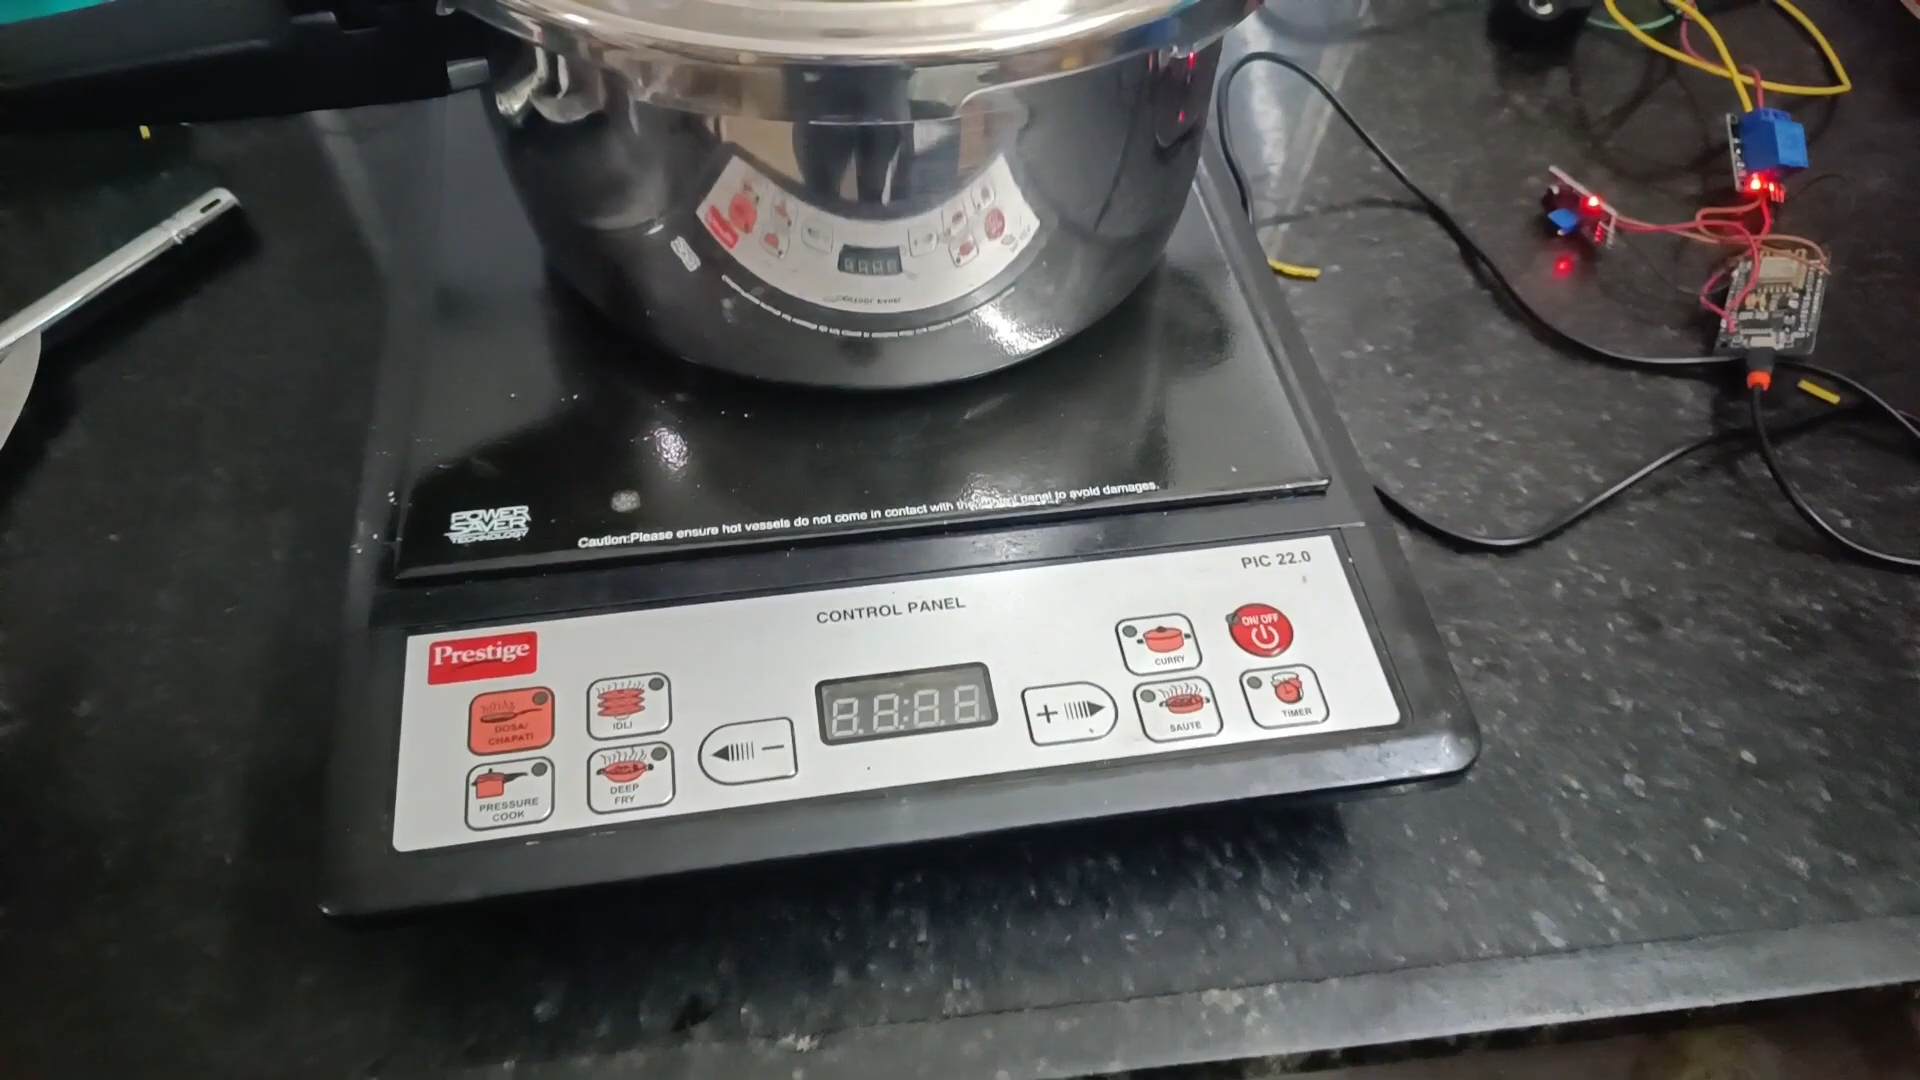 POWER
SAVER
TECHNOLOGY
Caution:Please ensure hot vessels do not come in contact with the control panel to avoid damages.
PIC 22.0
CONTROL PANEL
Prestige
ON/ OFF
CURRY
IDLI
DOSA/
CHAPATI
SAUTE
TIMER
DEEP
FRY
PRESSURE
COOK